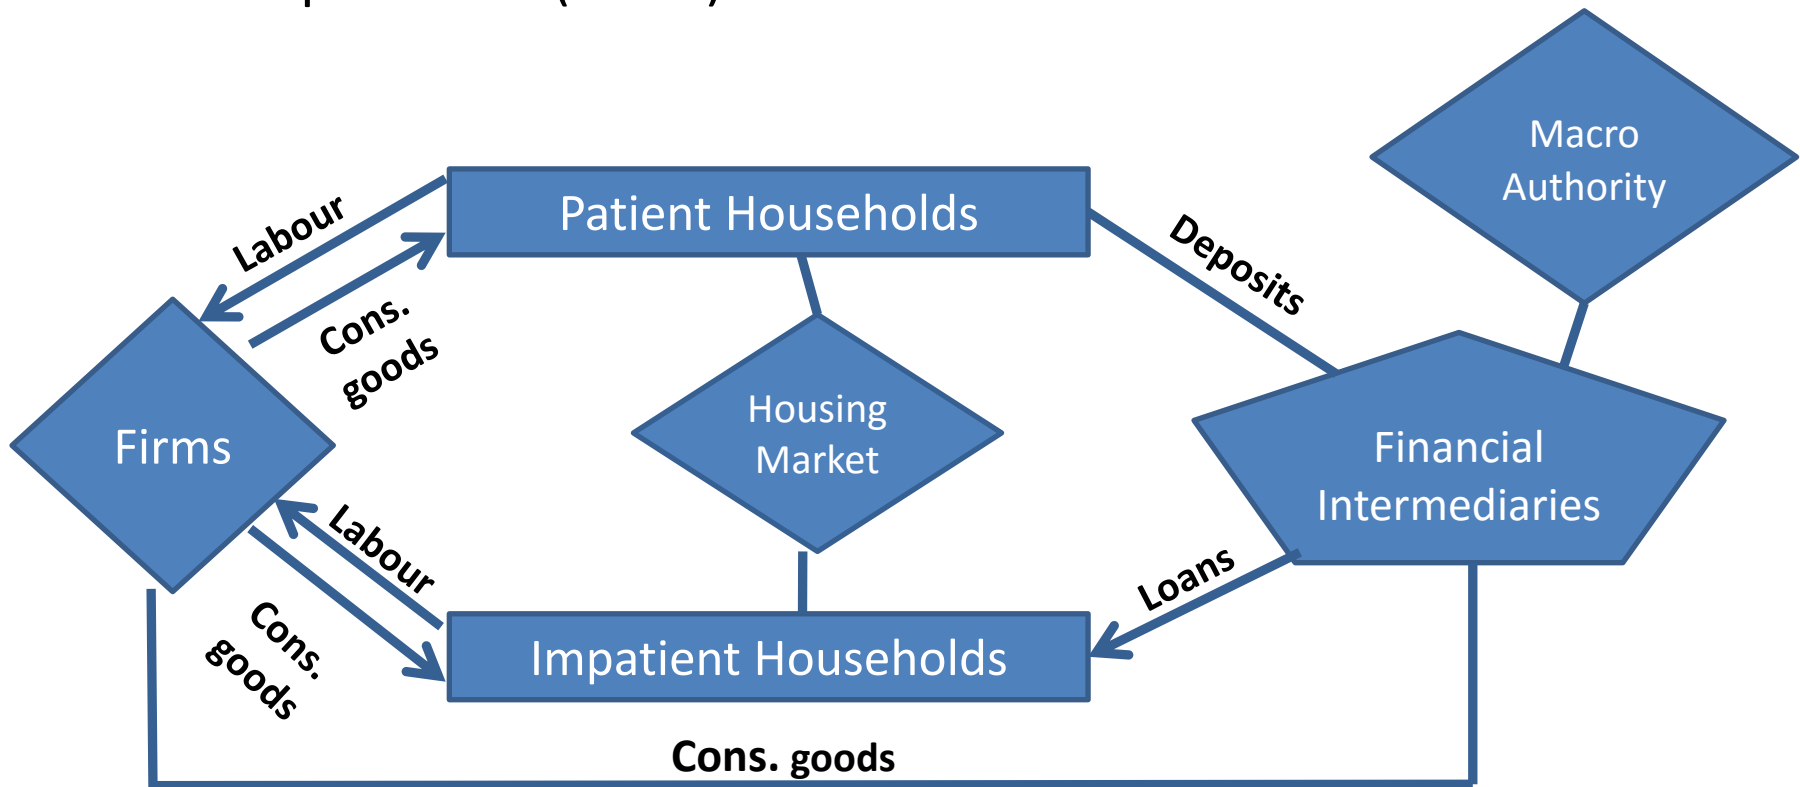 Macro
Authority
Patient Households
Labour
Deposits
Cons.
goods
Housing
Market
Firms
Financial
Intermediaries
Labour
Loans
Cons.
goods
Impatient Households
Cons. goods